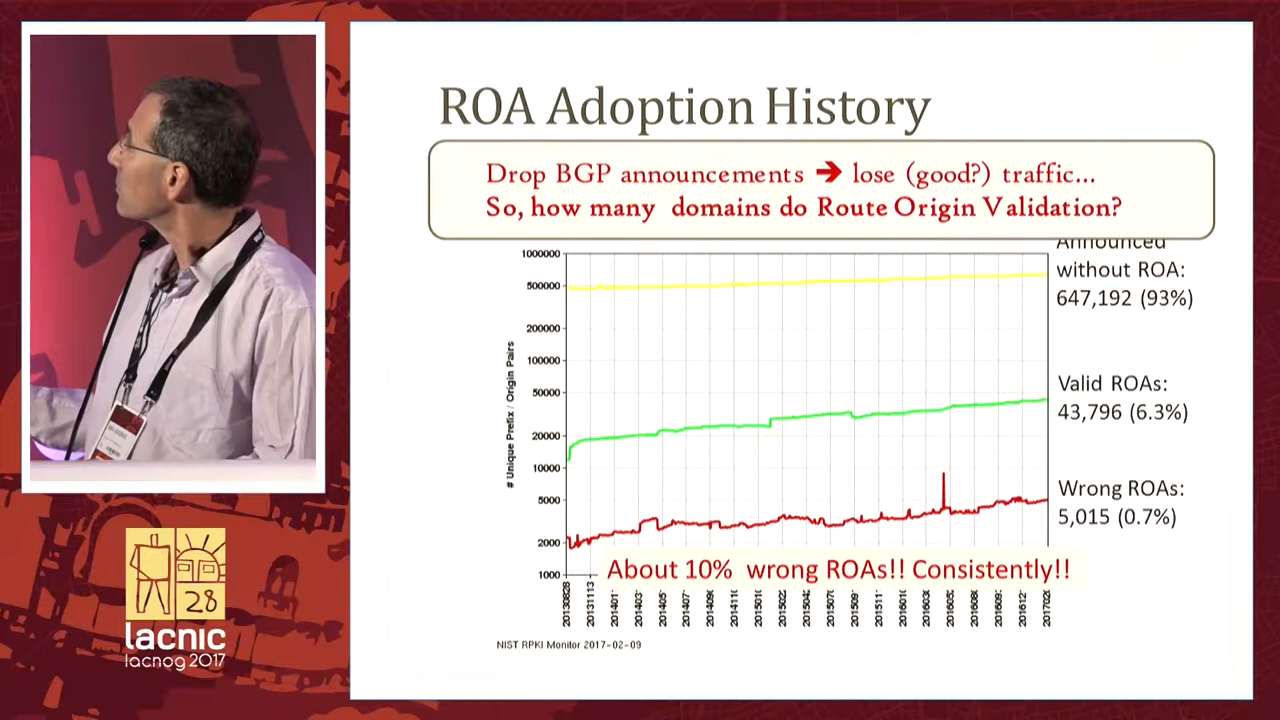 ROA Adoption History
Drop BGP announcements ➔ lose (good?) traffic...
So, how many domains do Route Origin Validation?
Announced
without ROA:
647,192 (93%)
Valid ROAs:
43,796 (6.3%)
Wrong ROAs:
5,015 (0.7%)
# Unique Prefix / Origin Pairs
1000000
500000
200000
100000
50000
20000
10000
5000
2000
1000
About 10% wrong ROAs!! Consistently!!
20130828
20131113
NIST RPKI Monitor 2017-02-09
28
lacnic
lacnog 2017